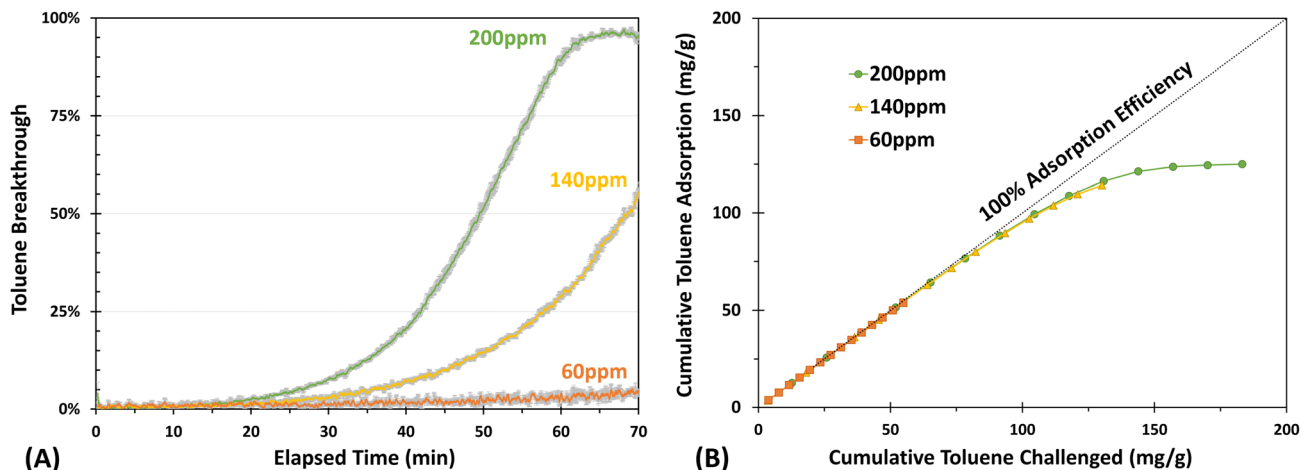 100%
75%
50%
25%
0%
Toluene Breakthrough
200ppm
140ppm
60ppm
0 10 20 30 40 50 60 70
Elapsed Time (min)
(A)
200
150
100
50
0
Cumulative Toluene Adsorption (mg/g)
200ppm
140ppm
60ppm
100% Adsorption Efficiency
0 50 100 150 200
Cumulative Toluene Challenged (mg/g)
(B)